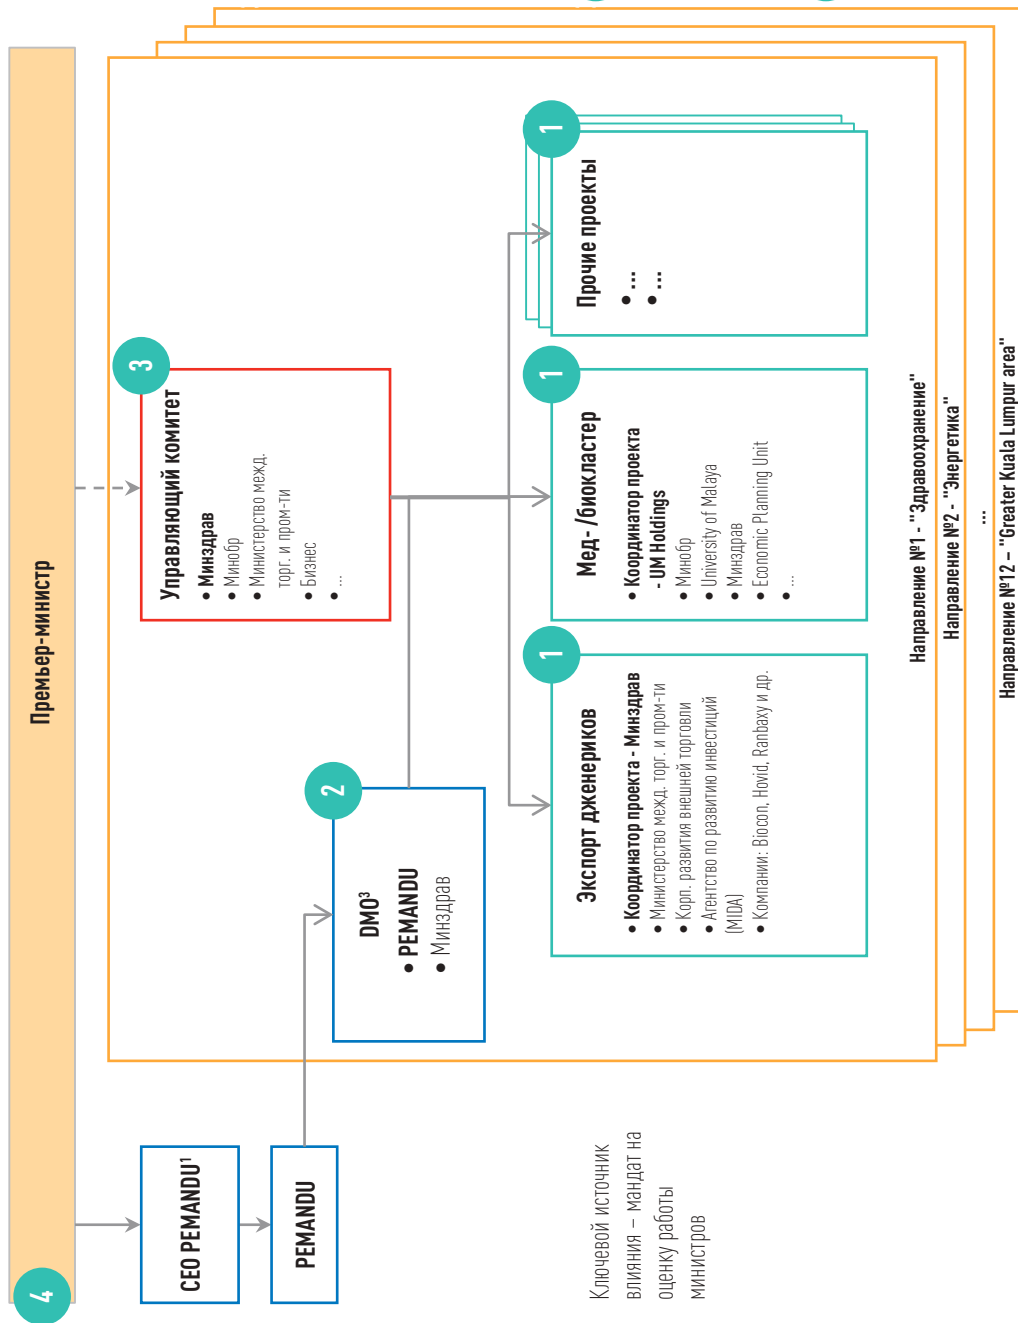 4
Премьер-министр
CEO PEMANDU¹
PEMANDU
Ключевой источник
влияния – мандат на
оценку работы
министров
2
DMO³
• PEMANDU
• Минздрав
3
Управляющий комитет
• Минздрав
• Минобр
• Министерство межд.
торг. и пром-ти
• Бизнес
• ...
1
Экспорт дженериков
• Координатор проекта - Минздрав
• Министерство межд. торг. и пром-ти
• Корп. развития внешней торговли
• Агентство по развитию инвестиций
(MIDA)
• Компании: Biocon, Hovid, Ranbaxy и др.
1
Мед- /биокластер
• Координатор проекта
- UM Holdings
• Минобр
• University of Malaya
• Минздрав
• Economic Planning Unit
• ...
1
Прочие проекты
• ...
• ...
Направление №1 - "Здравоохранение"
Направление №2 - "Энергетика"
...
Направление №12 – "Greater Kuala Lumpur area"